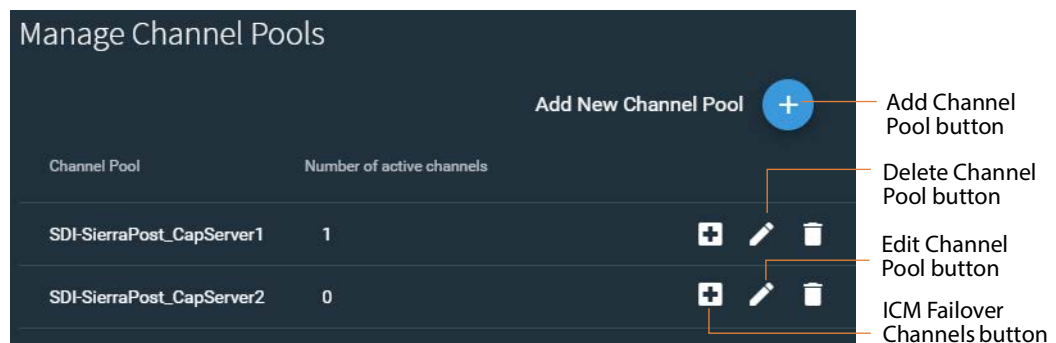 Manage Channel Pools
Add New Channel Pool
Add Channel
Pool button
Channel Pool Number of active channels
Delete Channel
Pool button
SDI-SierraPost_CapServer1 1
Edit Channel
Pool button
SDI-SierraPost_CapServer2 0
ICM Failover
Channels button